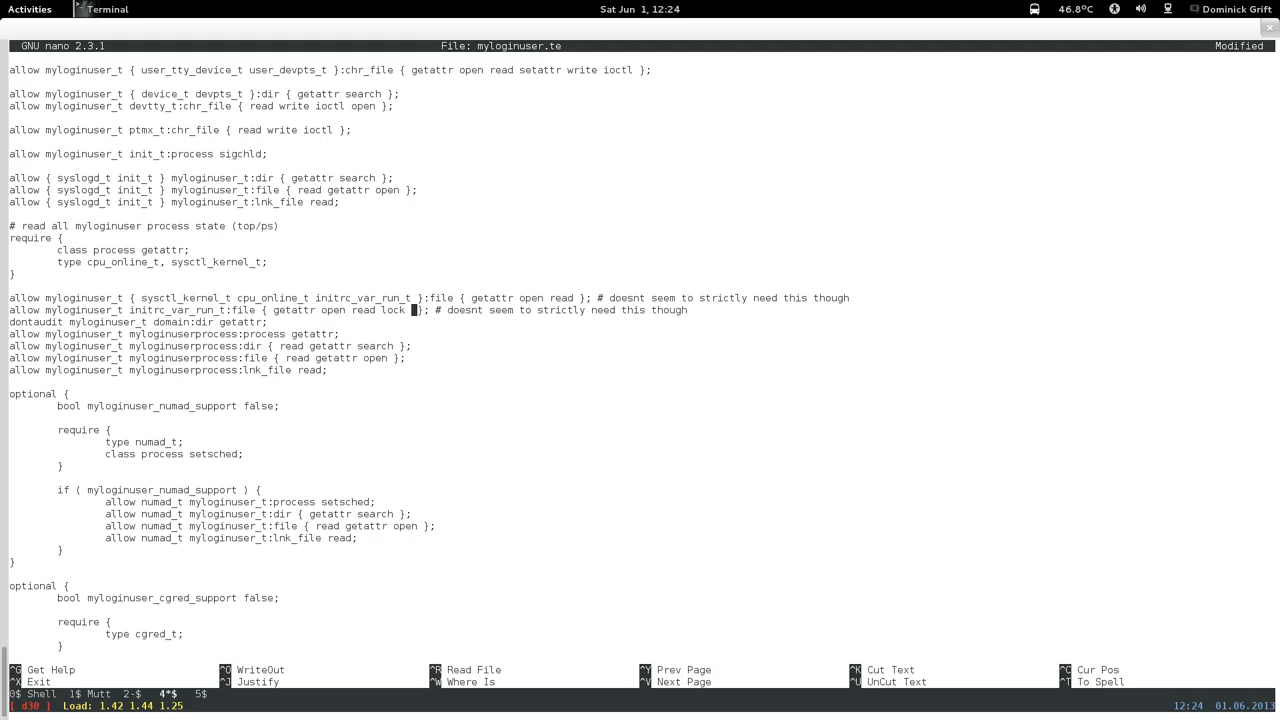 Activities Terminal Sat Jun 1, 12:24 46.8°C Dominick Grift
GNU nano 2.3.1 File: myloginuser.te Modified
allow myloginuser_t { user_tty_device_t user_devpts_t }:chr_file { getattr open read setattr write ioctl };
allow myloginuser_t { device_t devpts_t }:dir { getattr search };
allow myloginuser_t devtty_t:chr_file { read write ioctl open };
allow myloginuser_t ptmx_t:chr_file { read write ioctl };
allow myloginuser_t init_t:process sigchld;
allow { syslogd_t init_t } myloginuser_t:dir { getattr search };
allow { syslogd_t init_t } myloginuser_t:file { read getattr open };
allow { syslogd_t init_t } myloginuser_t:lnk_file read;
# read all myloginuser process state (top/ps)
require {
class process getattr;
type cpu_online_t, sysctl_kernel_t;
}
allow myloginuser_t { sysctl_kernel_t cpu_online_t initrc_var_run_t }:file { getattr open read }; # doesnt seem to strictly need this though
allow myloginuser_t initrc_var_run_t:file { getattr open read lock }; # doesnt seem to strictly need this though
dontaudit myloginuser_t domain:dir getattr;
allow myloginuser_t myloginuserprocess:process getattr;
allow myloginuser_t myloginuserprocess:dir { read getattr search };
allow myloginuser_t myloginuserprocess:file { read getattr open };
allow myloginuser_t myloginuserprocess:lnk_file read;
optional {
bool myloginuser_numad_support false;
require {
type numad_t;
class process setsched;
}
if ( myloginuser_numad_support ) {
allow numad_t myloginuser_t:process setsched;
allow numad_t myloginuser_t:dir { getattr search };
allow numad_t myloginuser_t:file { read getattr open };
allow numad_t myloginuser_t:lnk_file read;
}
}
optional {
bool myloginuser_cgred_support false;
require {
type cgred_t;
}
^G Get Help ^O WriteOut ^R Read File ^Y Prev Page ^K Cut Text ^C Cur Pos
^X Exit ^J Justify ^W Where Is ^V Next Page ^U UnCut Text ^T To Spell
0$ Shell 1$ Mutt 2-$ 4*$ 5$
[ d30 ] Load: 1.42 1.44 1.25 12:24 01.06.2013